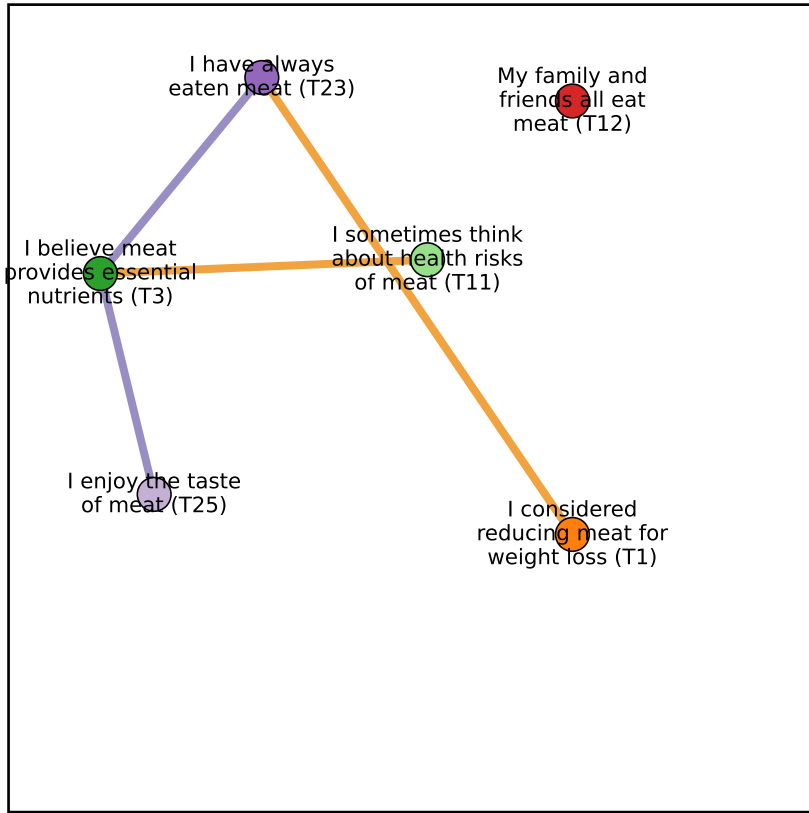 I have always
eaten meat (T23)
My family and
friends all eat
meat (T12)
I sometimes think
about health risks
of meat (T11)
I believe meat
provides essential
nutrients (T3)
I enjoy the taste
of meat (T25)
I considered
reducing meat for
weight loss (T1)